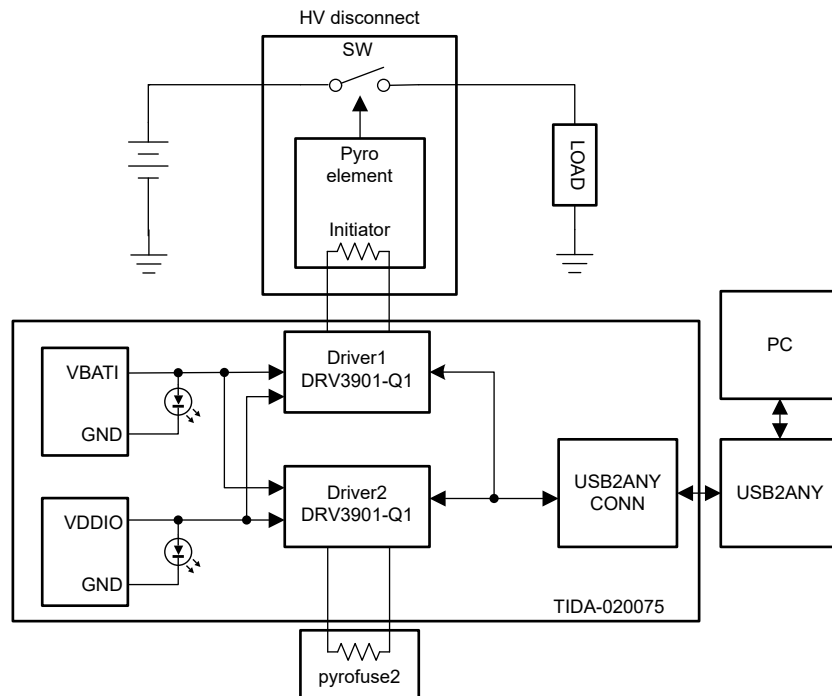 HV disconnect
SW
Pyro
element
Initiator
LOAD
VBATI
GND
Driver1
DRV3901-Q1
PC
VDDIO
GND
Driver2
DRV3901-Q1
USB2ANY
CONN
USB2ANY
TIDA-020075
pyrofuse2